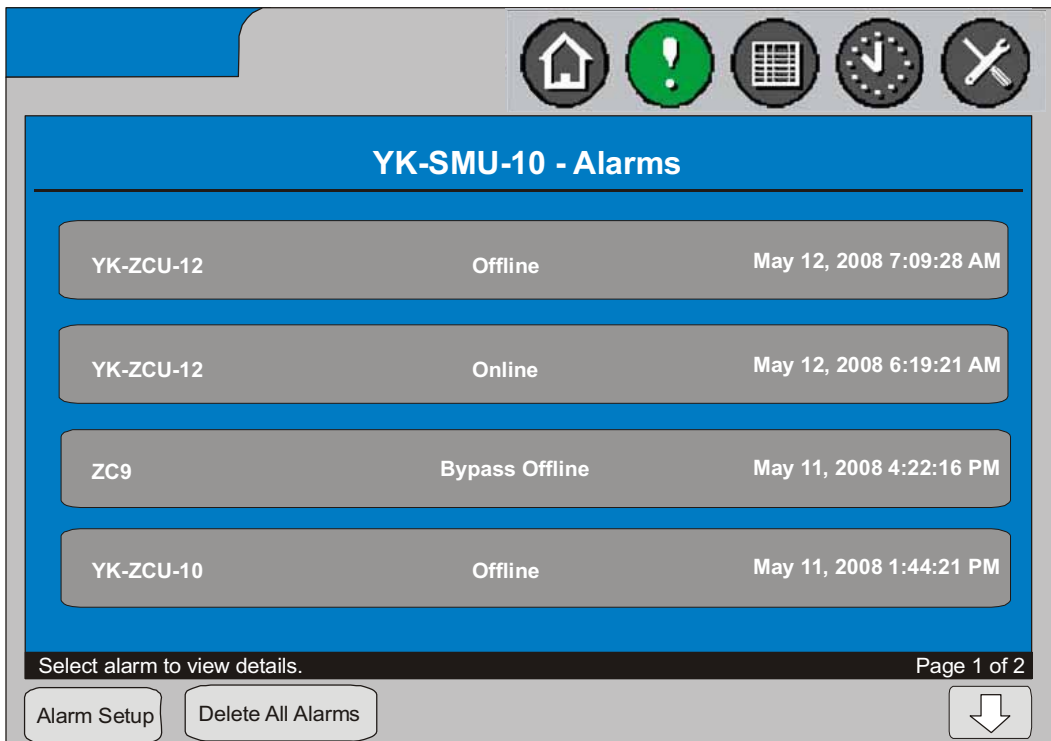 YK-SMU-10 - Alarms
YK-ZCU-12 Offline May 12, 2008 7:09:28 AM
YK-ZCU-12 Online May 12, 2008 6:19:21 AM
ZC9 Bypass Offline May 11, 2008 4:22:16 PM
YK-ZCU-10 Offline May 11, 2008 1:44:21 PM
Select alarm to view details. Page 1 of 2
Alarm Setup Delete All Alarms